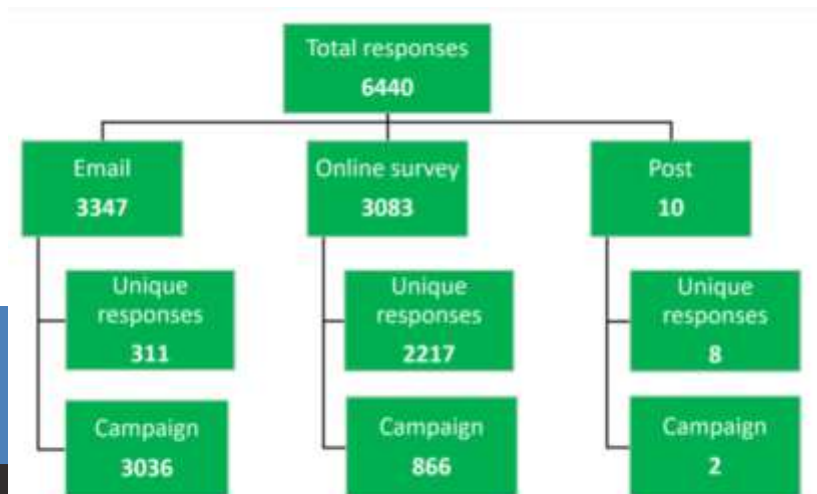 Total responses
6440
Email
3347
Online survey
3083
Post
10
Unique
responses
311
Unique
responses
2217
Unique
responses
8
Campaign
3036
Campaign
866
Campaign
2